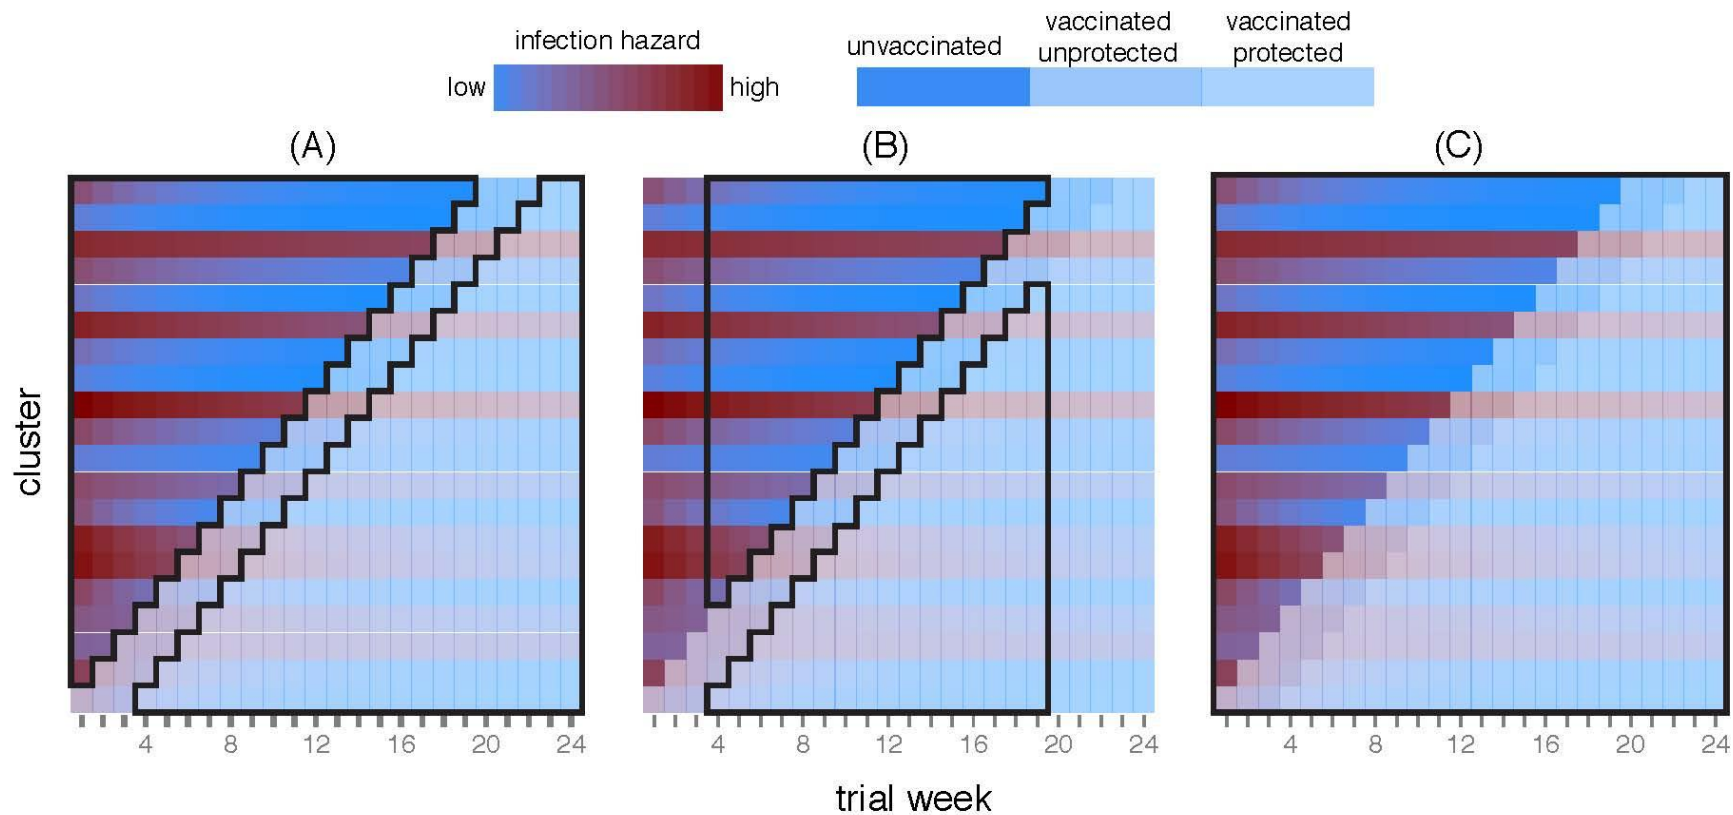 infection hazard
low high
unvaccinated
vaccinated
unprotected
vaccinated
protected
(A) (B) (C)
cluster
4 8 12 16 20 24
4 8 12 16 20 24
4 8 12 16 20 24
trial week